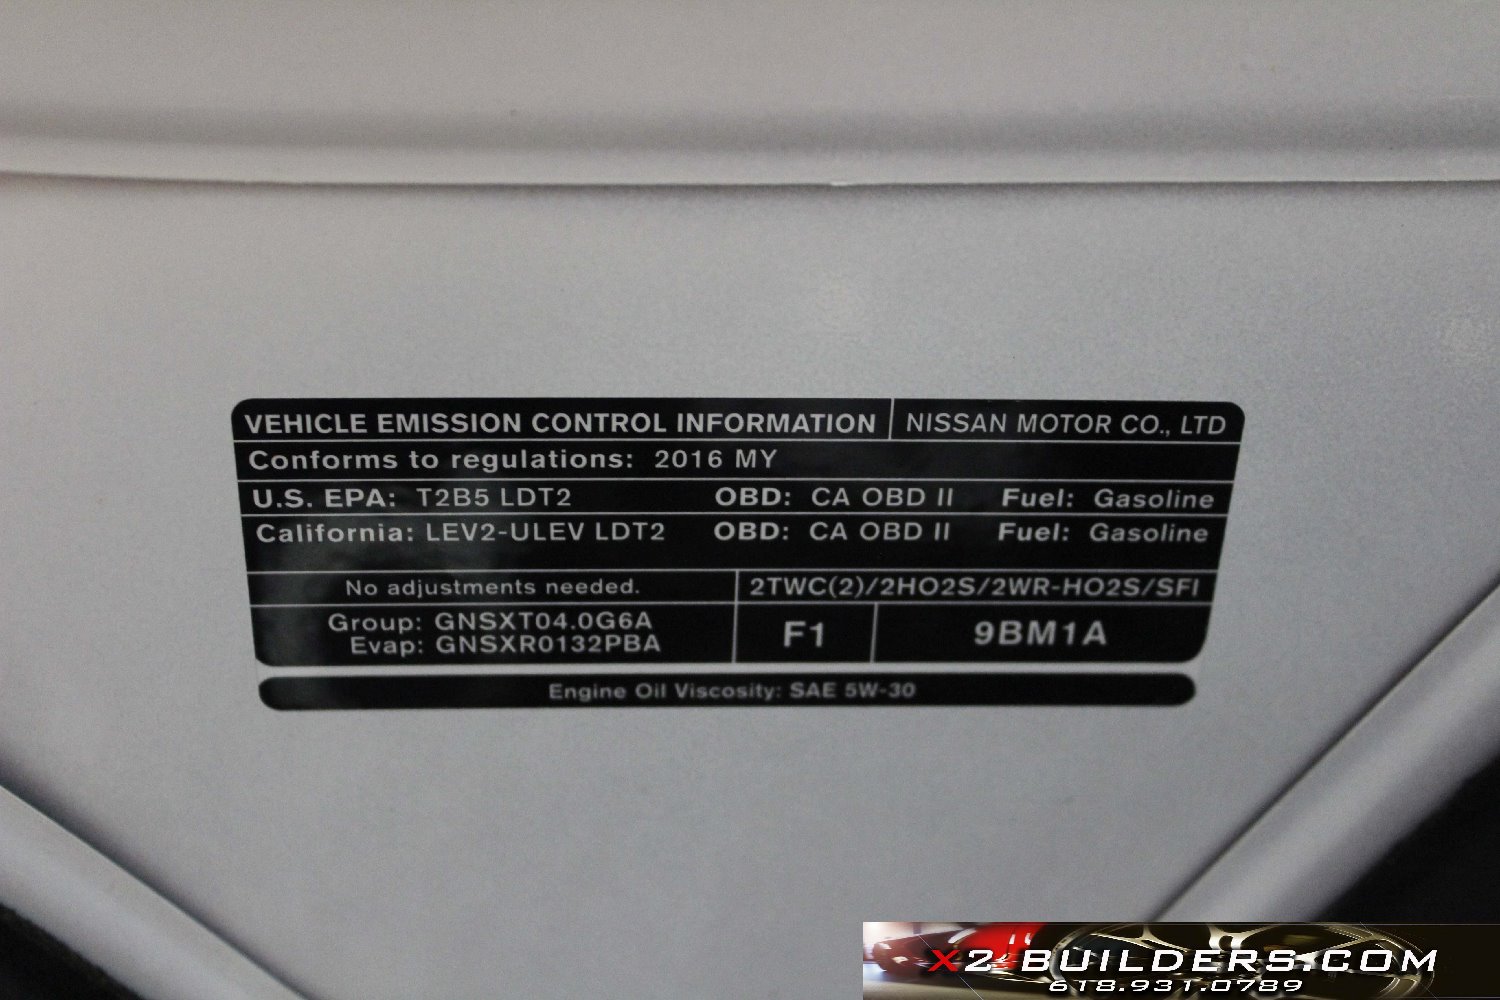 VEHICLE EMISSION CONTROL INFORMATION NISSAN MOTOR CO., LTD
Conforms to regulations: 2016 MY
U.S. EPA: T2B5 LDT2 OBD: CA OBD II Fuel: Gasoline
California: LEV2-ULEV LDT2 OBD: CA OBD II Fuel: Gasoline
No adjustments needed. 2TWC(2)/2HO2S/2WR-HO2S/SFI
Group: GNSXT04.0G6A
Evap: GNSXR0132PBA
F1 9BM1A
Engine Oil Viscosity: SAE 5W-30
X2-BUILDERS.COM
618.931.0789